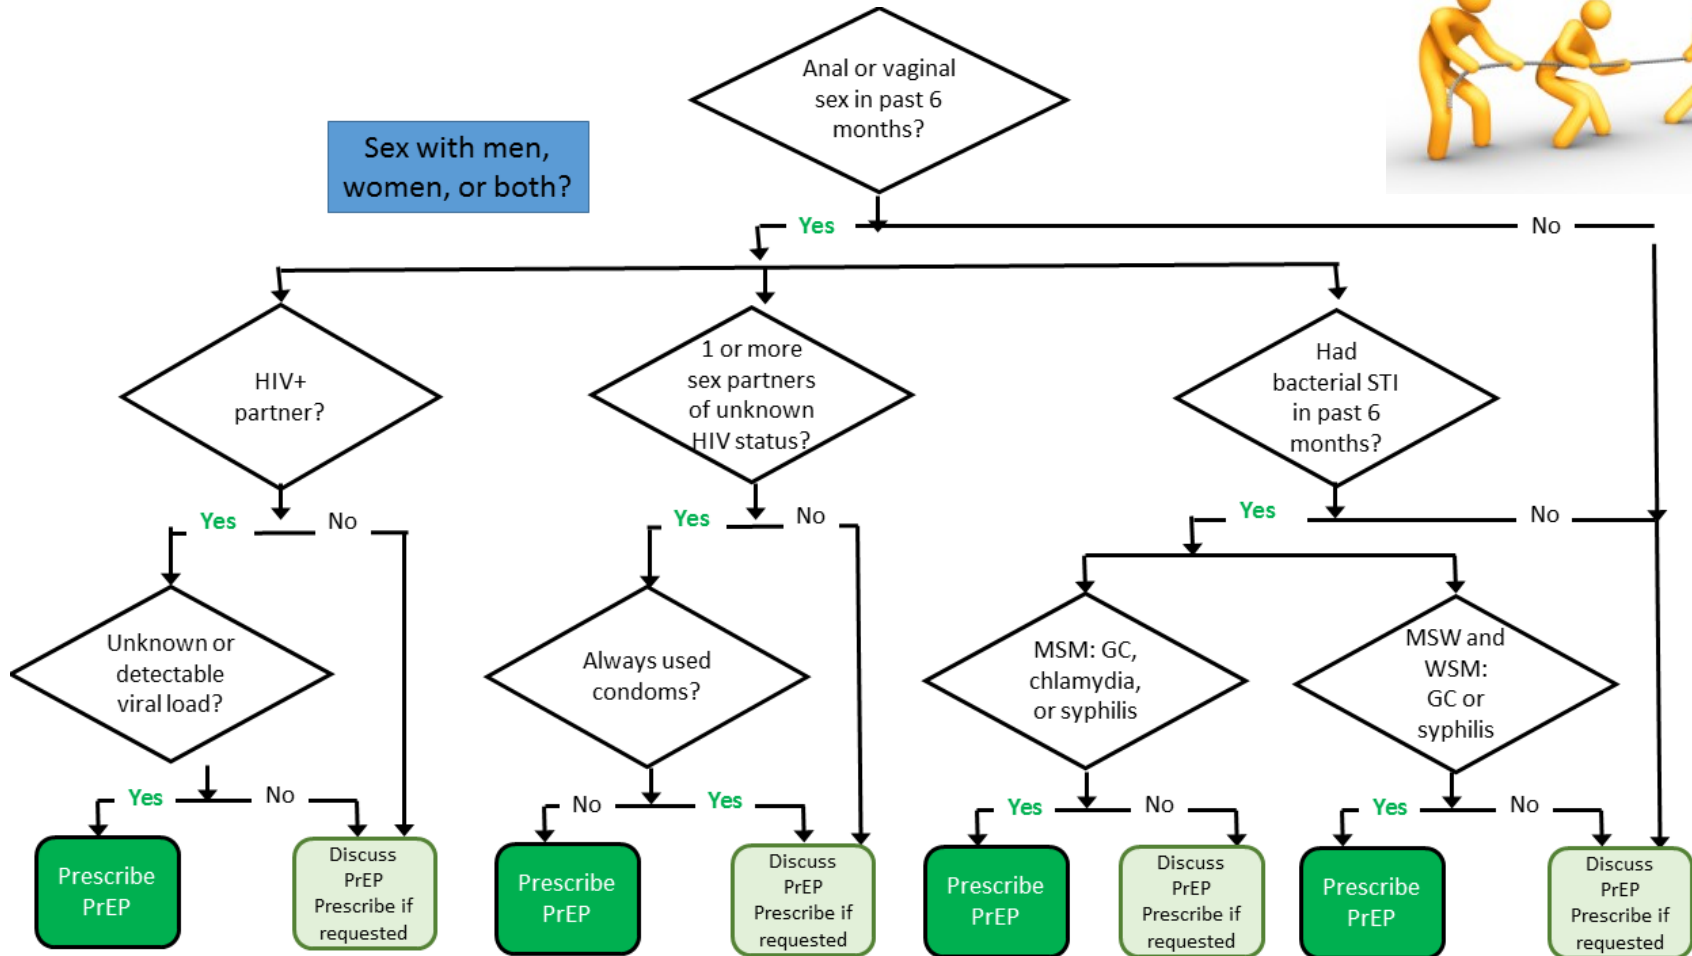 Anal or vaginal
sex in past 6
months?
Sex with men,
women, or both?
Yes
No
HIV+
partner?
1 or more
sex partners
of unknown
HIV status?
Had
bacterial STI
in past 6
months?
Yes
No
Yes
No
Yes
No
Unknown or
detectable
viral load?
Always used
condoms?
MSM: GC,
chlamydia,
or syphilis
MSW and
WSM:
GC or
syphilis
Yes
No
No
Yes
Yes
No
Yes
No
Prescribe
PrEP
Discuss
PrEP
Prescribe if
requested
Prescribe
PrEP
Discuss
PrEP
Prescribe if
requested
Prescribe
PrEP
Discuss
PrEP
Prescribe if
requested
Prescribe
PrEP
Discuss
PrEP
Prescribe if
requested